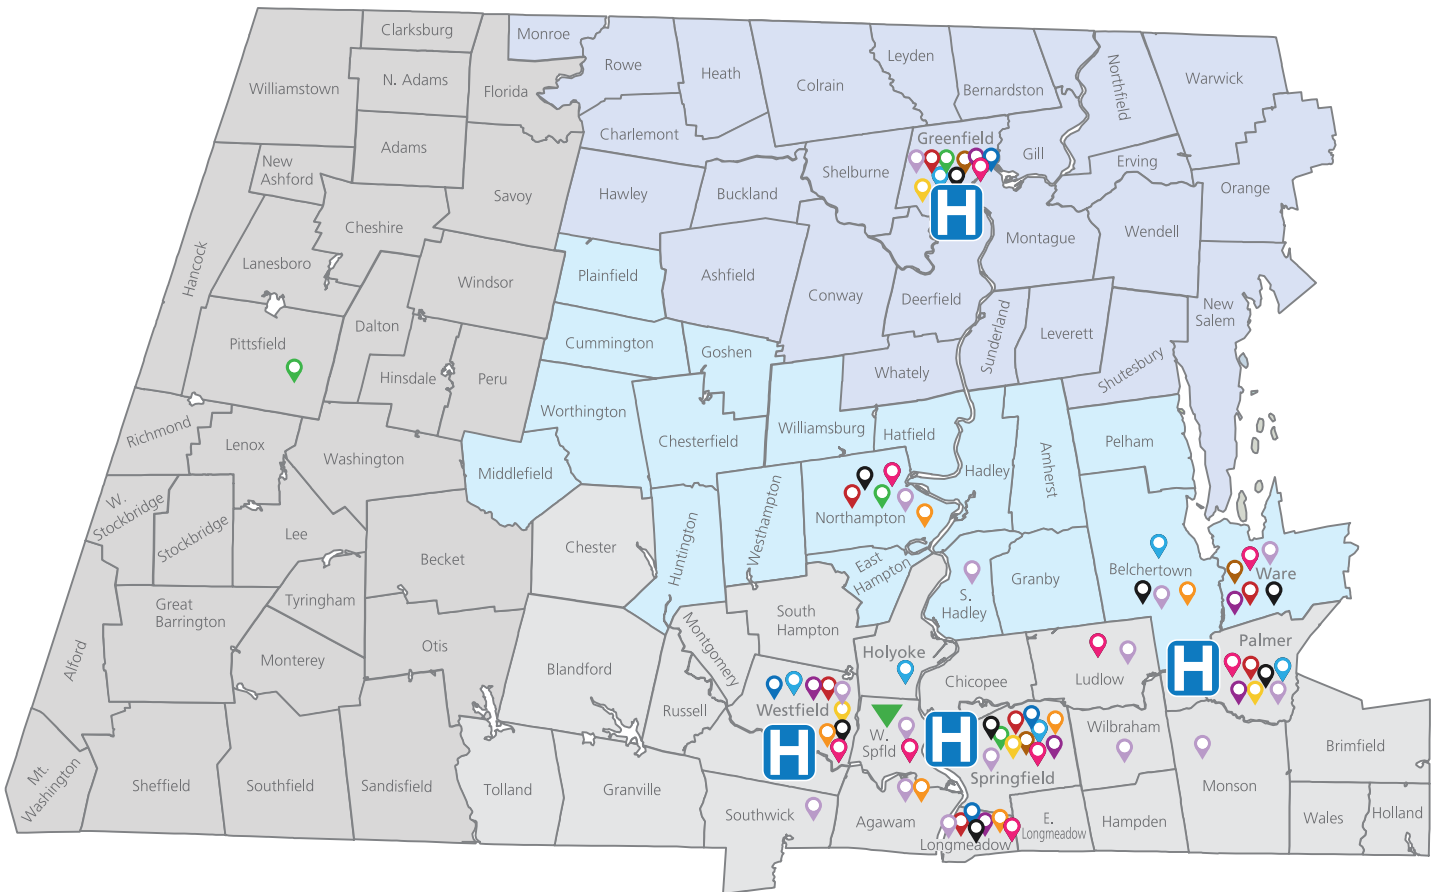 Clarksburg
Monroe
Williamstown
N. Adams
Florida
Rowe
Heath
Colrain
Leyden
Bernardston
Northfield
Warwick
Adams
Charlemont
Greenfield
Gill
Erving
New
Ashford
Savoy
Hawley
Buckland
Shelburne
Orange
Cheshire
Montague
Wendell
Hancock
Lanesboro
Windsor
Plainfield
Ashfield
Conway
Deerfield
H
Sunderland
Leverett
New
Salem
Pittsfield
Dalton
Hinsdale
Peru
Cummington
Goshen
Whately
Shutesbury
Richmond
Lenox
Washington
Worthington
Chesterfield
Williamsburg
Hatfield
Hadley
Amherst
Pelham
Middlefield
W.
Stockbridge
Stockbridge
Lee
Becket
Chester
Huntington
Westhampton
Northampton
East
Hampton
S.
Hadley
Granby
Belchertown
Ware
Great
Barrington
Tyringham
Alford
Monterey
Otis
Blandford
Montgomery
South
Hampton
Holyoke
Chicopee
Ludlow
H
Palmer
Russell
Westfield
H
W.
Spfld
H
Springfield
Wilbraham
Monson
Brimfield
Mt.
Washington
Sheffield
Southfield
Sandisfield
Tolland
Granville
Southwick
Agawam
Longmeadow
E.
Longmeadow
Hampden
Wales
Holland